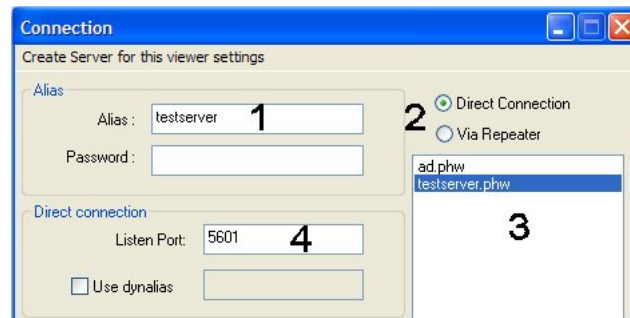 Connection
Create Server for this viewer settings
Alias
Alias : testserver 1
Password :
2 Direct Connection
Via Repeater
ad.phw
testserver.phw
3
Direct connection
Listen Port: 5601 4
Use dynalias